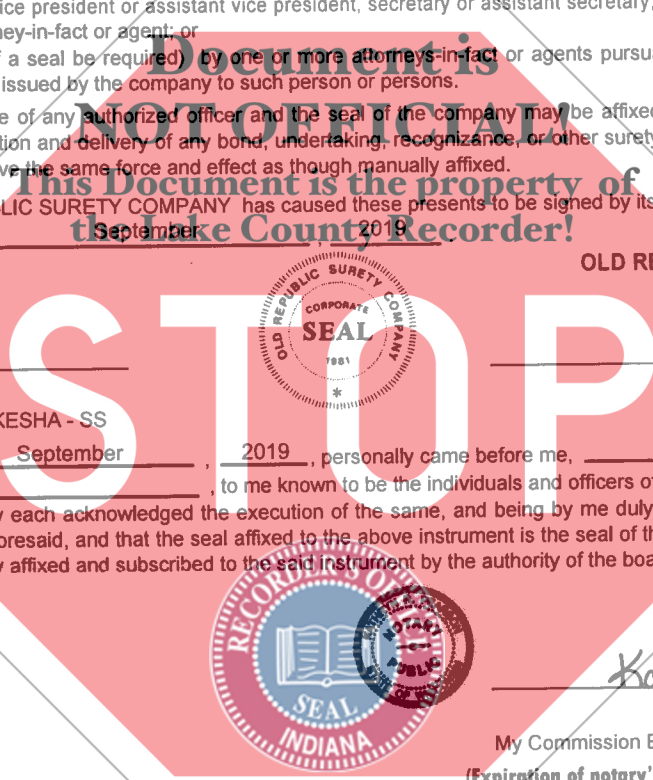 ice president or assistant vice president, secretary or assistant secretary,
ney-in-fact or agent; or
Document is
f a seal be required) by one or more attorneys-in-fact or agents pursua
issued by the company to such person or persons.
NOT OFFICIAL!
e of any authorized officer and the seal of the company may be affixed
tion and delivery of any bond, undertaking, recognizance, or other surety
ve the same force and effect as though manually affixed.
This Document is the property of
LIC SURETY COMPANY has caused these presents to be signed by its
the Lake County Recorder!
September , 2019 .
OLD RE
OLD REPUBLIC SURETY COMPANY
CORPORATE
SEAL
1981
*
STOP
KESHA - SS
September , 2019 , personally came before me,
, to me known to be the individuals and officers of
y each acknowledged the execution of the same, and being by me duly
oresaid, and that the seal affixed to the above instrument is the seal of th
y affixed and subscribed to the said instrument by the authority of the boa
RECORDER'S OFFICE
NOTARY
PUBLIC
SEAL
INDIANA
My Commission E
(Expiration of notary'